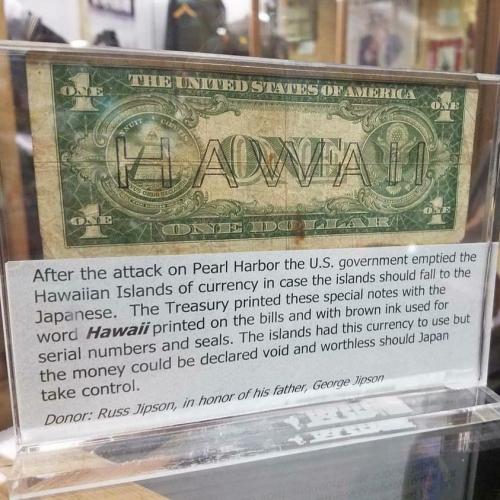 1 THE UNITED STATES OF AMERICA 1
ONE ONE
ONE
HAWAII
ONE ONE
ONE DOLLAR
After the attack on Pearl Harbor the U.S. government emptied the
Hawaiian Islands of currency in case the islands should fall to the
Japanese. The Treasury printed these special notes with the
word Hawaii printed on the bills and with brown ink used for
serial numbers and seals. The islands had this currency to use but
the money could be declared void and worthless should Japan
take control.
Donor: Russ Jipson, in honor of his father, George Jipson